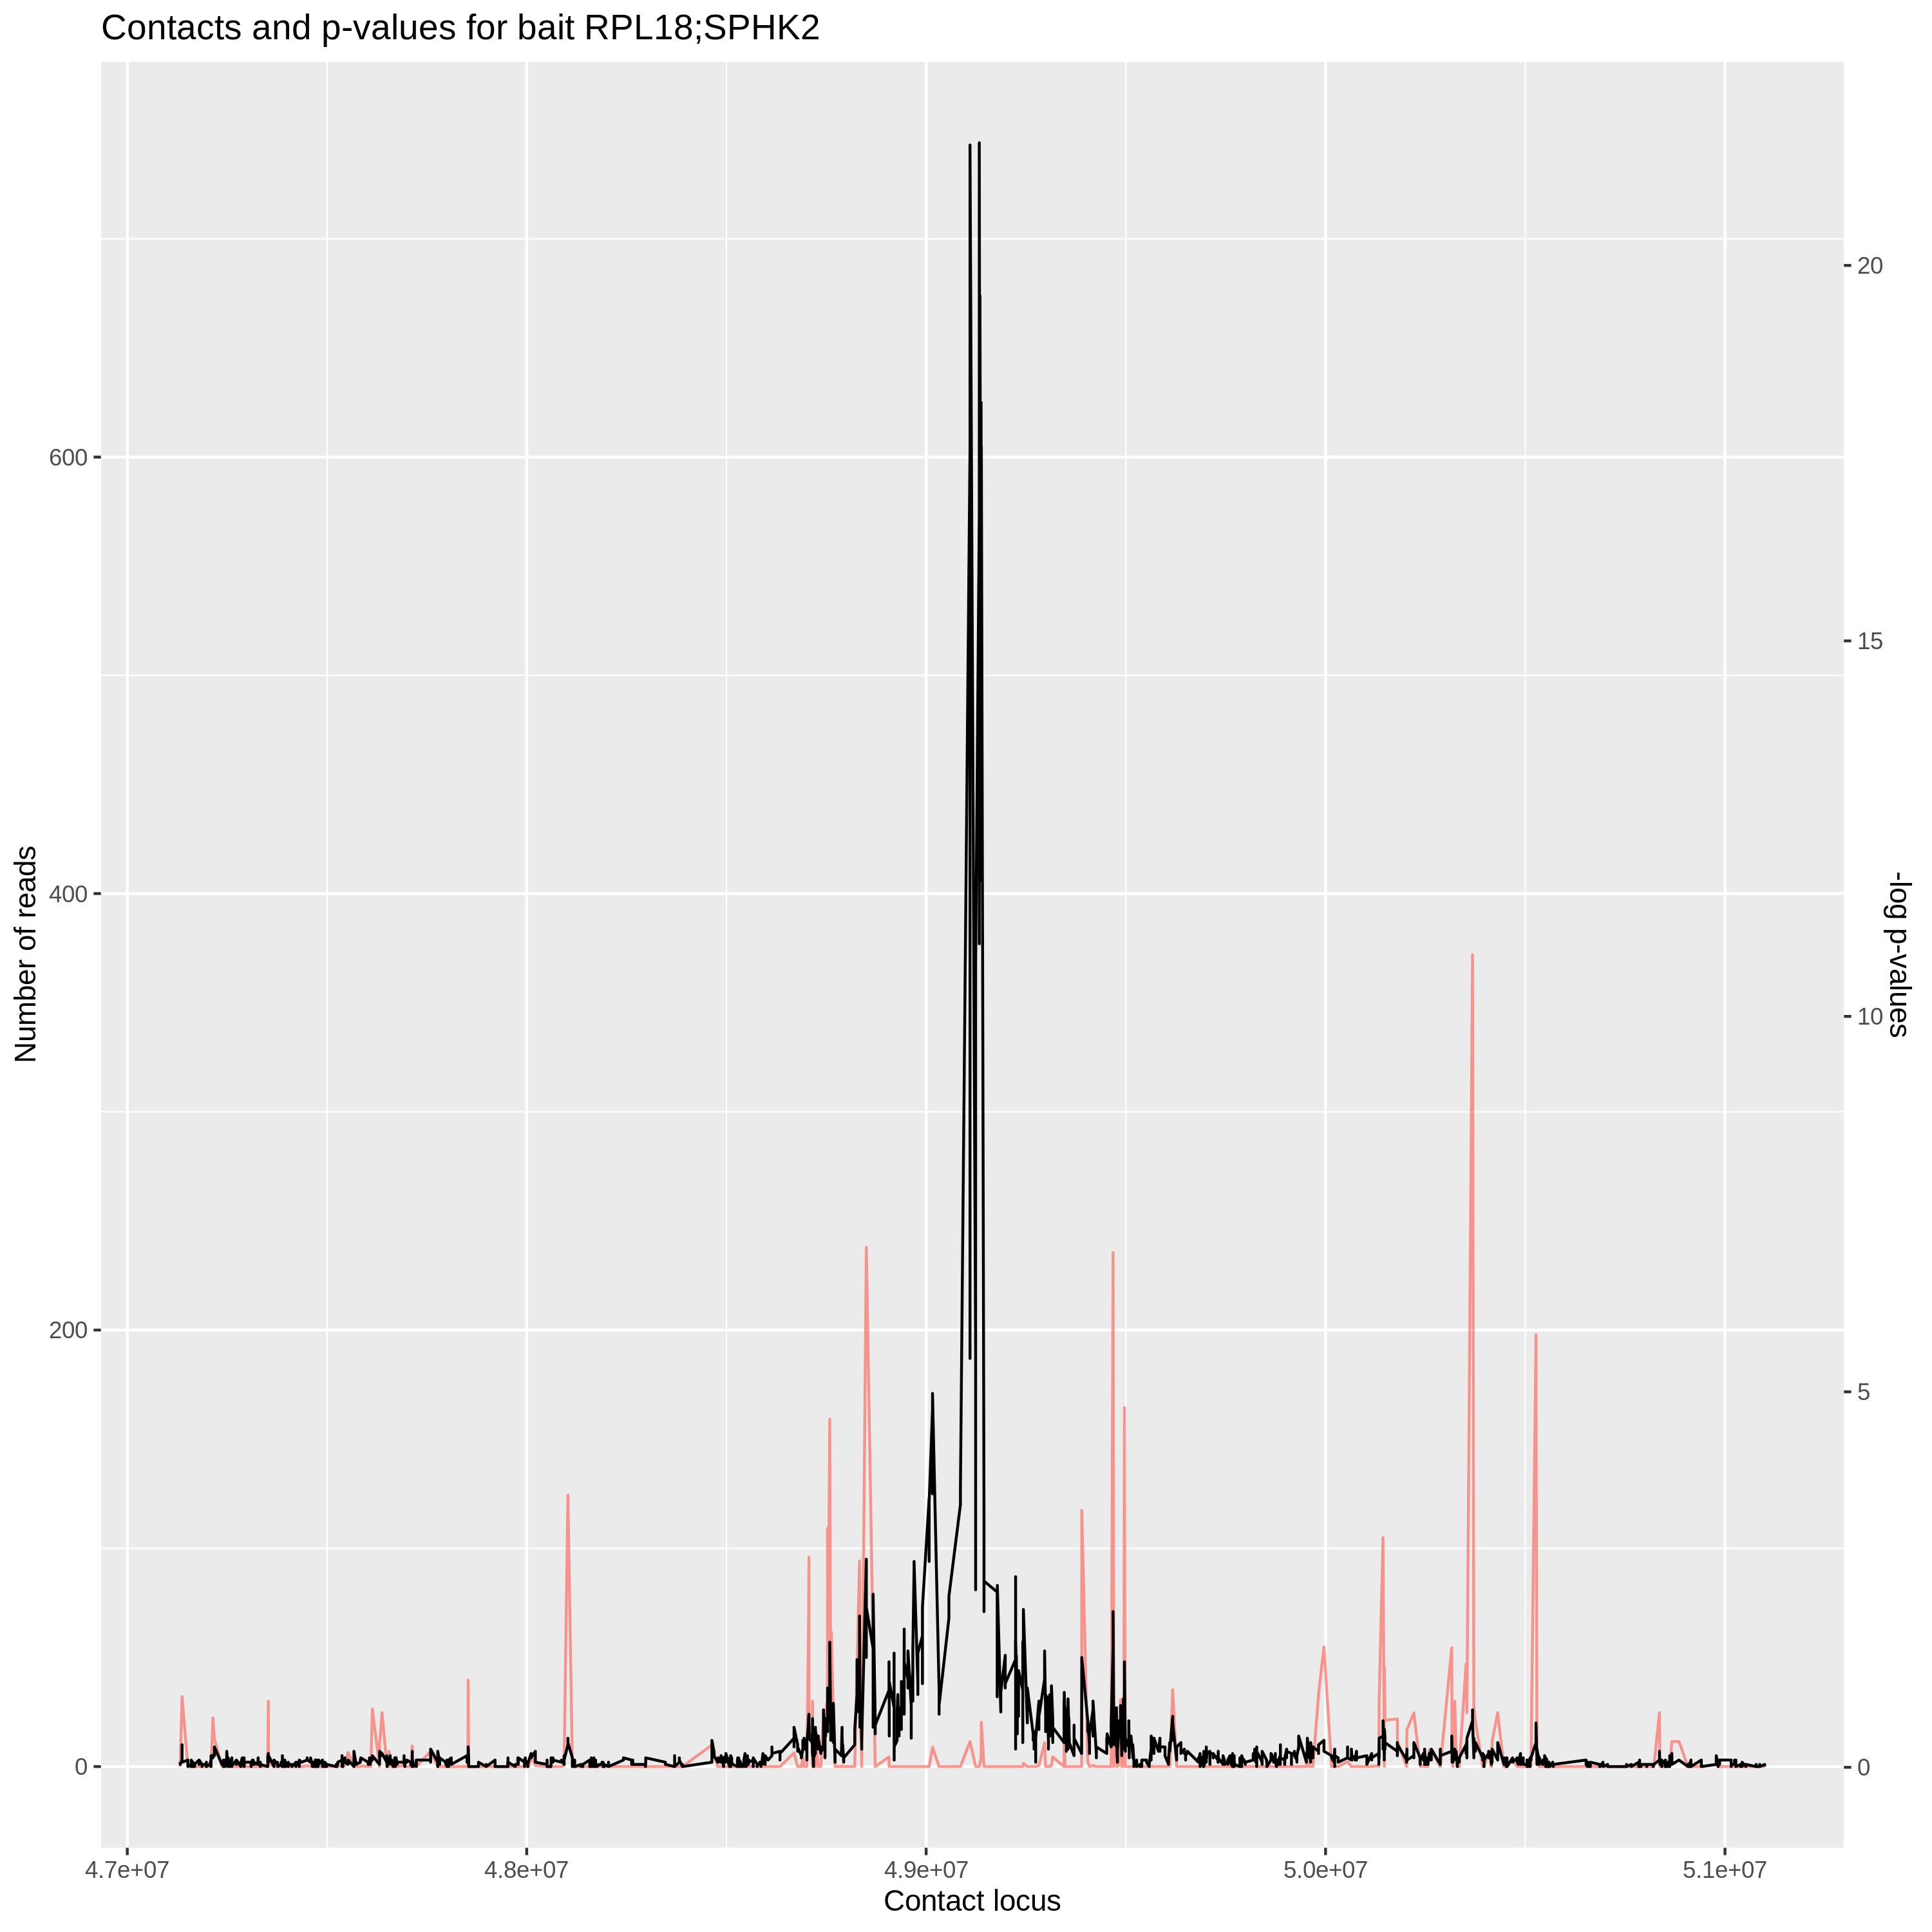 Contacts and p-values for bait RPL18;SPHK2
Number of reads
600
400
200
0
20
15
10
5
0
-log p-values
4.7e+07
4.8e+07
4.9e+07
5.0e+07
5.1e+07
Contact locus